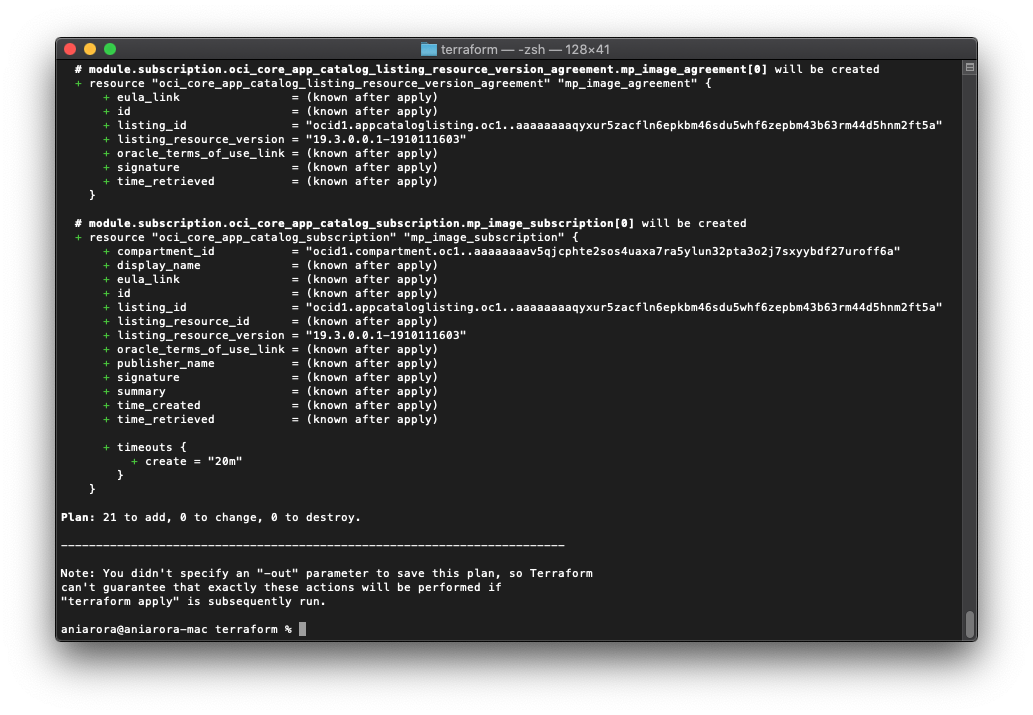 terraform — -zsh — 128×41
# module.subscription.oci_core_app_catalog_listing_resource_version_agreement.mp_image_agreement[0] will be created
+ resource "oci_core_app_catalog_listing_resource_version_agreement" "mp_image_agreement" {
+ eula_link = (known after apply)
+ id = (known after apply)
+ listing_id = "ocid1.appcataloglisting.oc1..aaaaaaaaqyxur5zacfln6epkbm46sdu5whf6zepbm43b63rm44d5hnm2ft5a"
+ listing_resource_version = "19.3.0.0.1-1910111603"
+ oracle_terms_of_use_link = (known after apply)
+ signature = (known after apply)
+ time_retrieved = (known after apply)
}
# module.subscription.oci_core_app_catalog_subscription.mp_image_subscription[0] will be created
+ resource "oci_core_app_catalog_subscription" "mp_image_subscription" {
+ compartment_id = "ocid1.compartment.oc1..aaaaaaaav5qjcphte2sos4uaxa7ra5ylun32pta3o2j7sxyybdf27uroff6a"
+ display_name = (known after apply)
+ eula_link = (known after apply)
+ id = (known after apply)
+ listing_id = "ocid1.appcataloglisting.oc1..aaaaaaaaqyxur5zacfln6epkbm46sdu5whf6zepbm43b63rm44d5hnm2ft5a"
+ listing_resource_id = (known after apply)
+ listing_resource_version = "19.3.0.0.1-1910111603"
+ oracle_terms_of_use_link = (known after apply)
+ publisher_name = (known after apply)
+ signature = (known after apply)
+ summary = (known after apply)
+ time_created = (known after apply)
+ time_retrieved = (known after apply)
+ timeouts {
+ create = "20m"
}
}
Plan: 21 to add, 0 to change, 0 to destroy.
------------------------------------------------------------------------
Note: You didn't specify an "-out" parameter to save this plan, so Terraform
can't guarantee that exactly these actions will be performed if
"terraform apply" is subsequently run.
aniarora@aniarora-mac terraform %